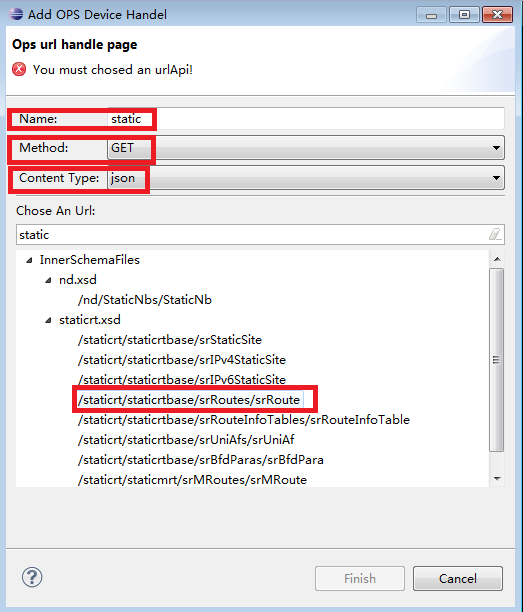 Add OPS Device Handel
Ops url handle page
You must chosed an urlApi!
Name: static
Method: GET
Content Type: json
Chose An Url:
static
InnerSchemaFiles
nd.xsd
/nd/StaticNbs/StaticNb
staticrt.xsd
/staticrt/staticrtbase/srStaticSite
/staticrt/staticrtbase/srIPv4StaticSite
/staticrt/staticrtbase/srIPv6StaticSite
/staticrt/staticrtbase/srRoutes/srRoute
/staticrt/staticrtbase/srRouteInfoTables/srRouteInfoTable
/staticrt/staticrtbase/srUniAfs/srUniAf
/staticrt/staticrtbase/srBfdParas/srBfdPara
/staticrt/staticmrt/srMRoutes/srMRoute
Finish
Cancel